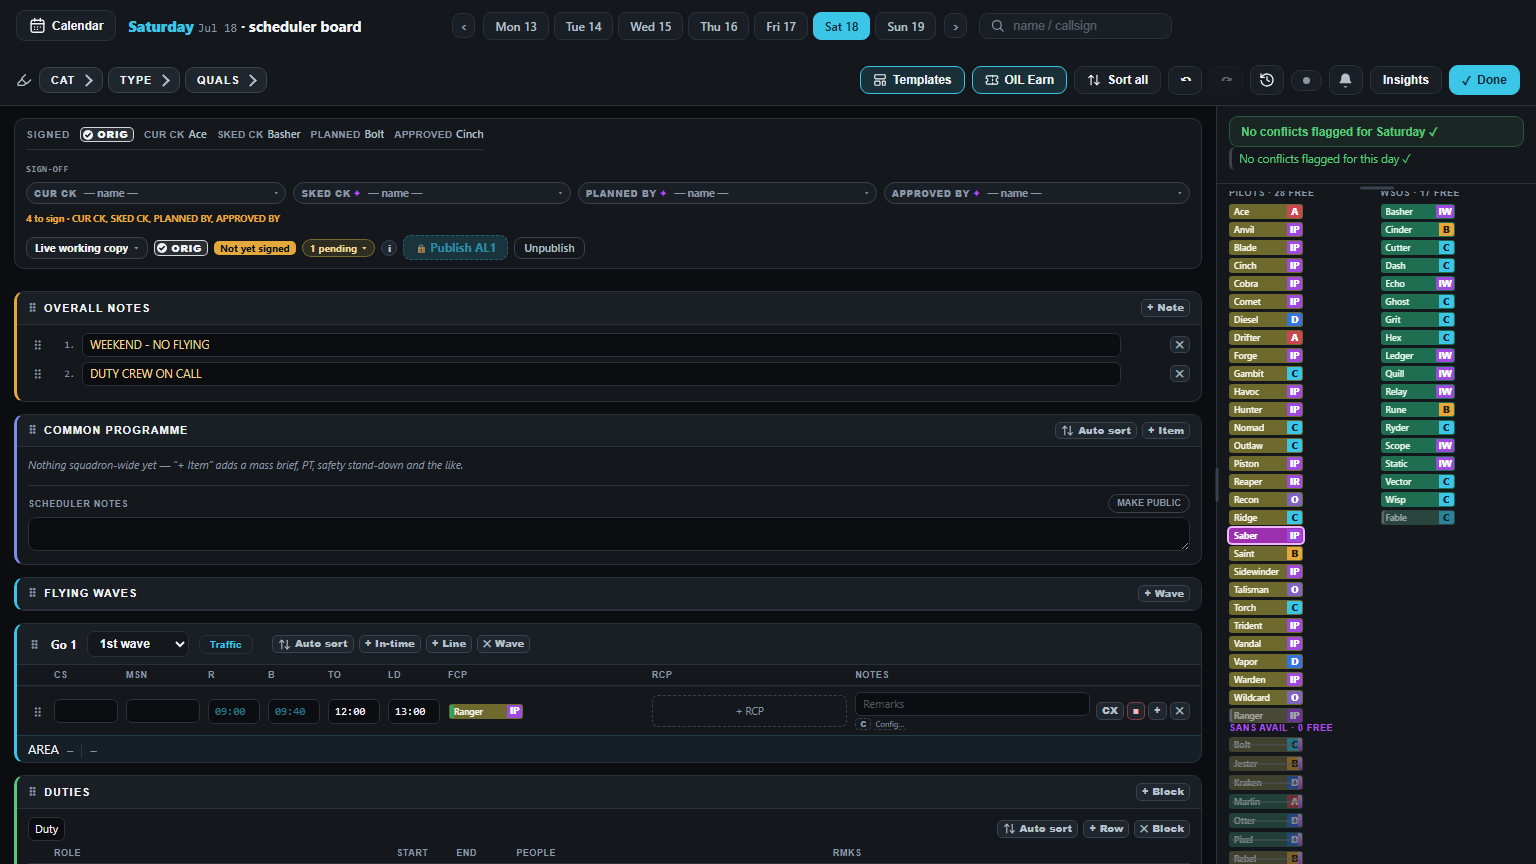 Calendar
Saturday Jul 18 · scheduler board
‹ Mon 13 Tue 14 Wed 15 Thu 16 Fri 17 Sat 18 Sun 19 ›
name / callsign
CAT TYPE QUALS
Templates OIL Earn Sort all Insights ✓ Done
SIGNED ORIG CUR CK Ace SKED CK Basher PLANNED Bolt APPROVED Cinch
SIGN-OFF
CUR CK — name — SKED CK ✦ — name — PLANNED BY ✦ — name — APPROVED BY ✦ — name —
4 to sign · CUR CK, SKED CK, PLANNED BY, APPROVED BY
Live working copy ORIG Not yet signed 1 pending i Publish AL1 Unpublish
OVERALL NOTES + Note
1. WEEKEND - NO FLYING
2. DUTY CREW ON CALL
COMMON PROGRAMME Auto sort + Item
Nothing squadron-wide yet — "+ Item" adds a mass brief, PT, safety stand-down and the like.
SCHEDULER NOTES MAKE PUBLIC
FLYING WAVES + Wave
Go 1 1st wave Traffic Auto sort + In-time + Line ✕ Wave
CS MSN R B TO LD FCP RCP NOTES
09:00 09:40 12:00 13:00 Ranger IP + RCP Remarks CX + ✕
C Config...
AREA – | –
DUTIES + Block
Duty Auto sort + Row ✕ Block
ROLE START END PEOPLE RMKS
No conflicts flagged for Saturday ✓
No conflicts flagged for this day ✓
PILOTS · 28 FREE
Ace A
Anvil IP
Blade IP
Cinch IP
Cobra IP
Comet IP
Diesel D
Drifter A
Forge IP
Gambit C
Havoc IP
Hunter IP
Nomad C
Outlaw C
Piston IP
Reaper IR
Recon O
Ridge C
Saber IP
Saint B
Sidewinder IP
Talisman O
Torch C
Trident IP
Vandal IP
Vapor D
Warden IP
Wildcard O
Ranger IP
WSOS · 17 FREE
Basher IW
Cinder B
Cutter C
Dash C
Echo IW
Ghost C
Grit C
Hex C
Ledger IW
Quill IW
Relay IW
Rune B
Ryder C
Scope IW
Static IW
Vector C
Wisp C
Fable C
SANS AVAIL · 0 FREE
Bolt C
Jester B
Kraken D
Marlin A
Otter D
Pixel D
Rebel B